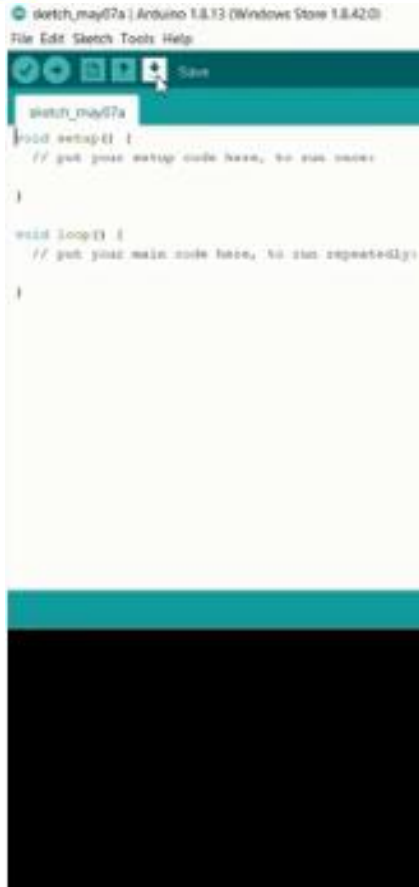 sketch_may07a | Arduino 1.8.13 (Windows Store 1.8.42.0)
File Edit Sketch Tools Help
Save
sketch_may07a
void setup() {
// put your setup code here, to run once:
}
void loop() {
// put your main code here, to run repeatedly:
}